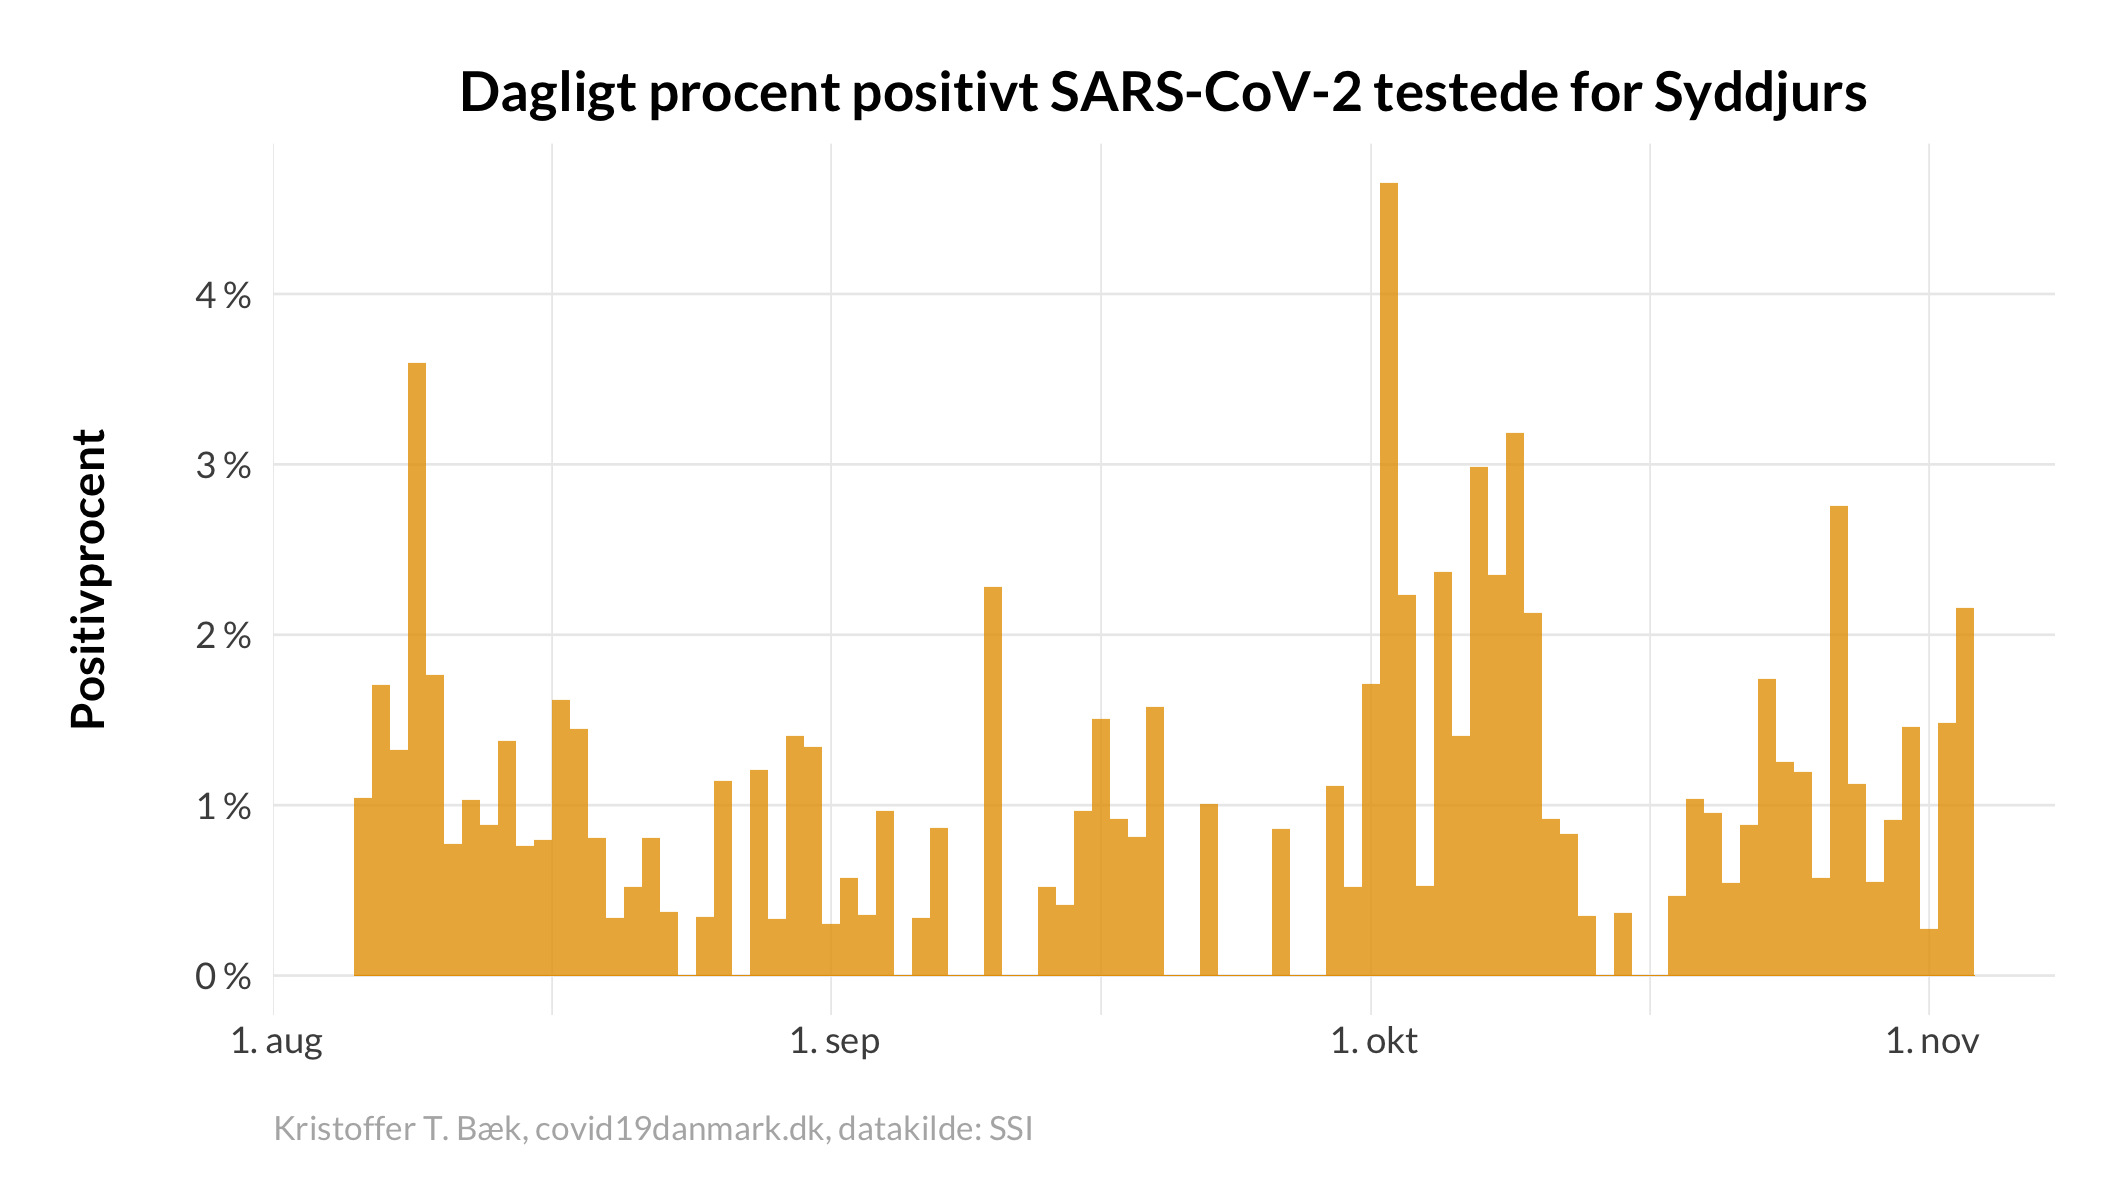 Dagligt procent positivt SARS-CoV-2 testede for Syddjurs
Positivprocent
4 %
3 %
2 %
1 %
0 %
1. aug
1. sep
1. okt
1. nov
Kristoffer T. Bæk, covid19danmark.dk, datakilde: SSI